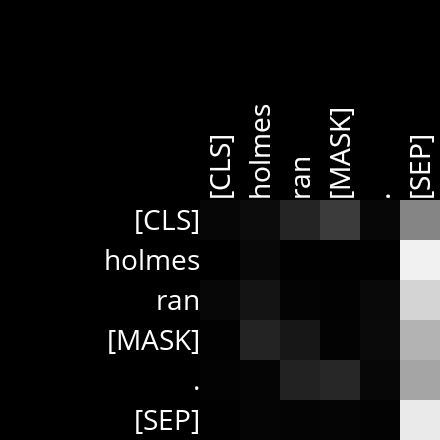 [CLS]
holmes
ran
[MASK]
.
[SEP]
[CLS]
holmes
ran
[MASK]
.
[SEP]